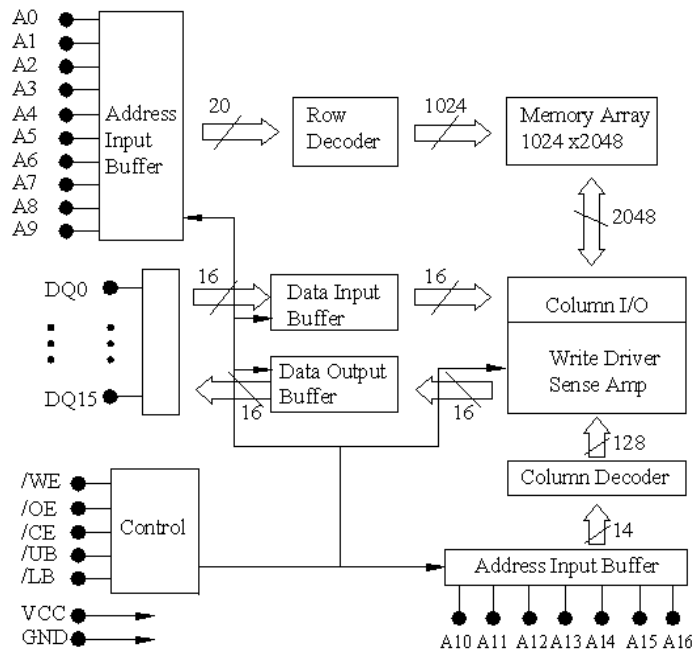 A0
A1
A2
A3
A4
A5
A6
A7
A8
A9
Address
Input
Buffer
20
Row
Decoder
1024
Memory Array
1024 x2048
2048
DQ0
DQ15
16
Data Input
Buffer
16
Data Output
Buffer
16
16
Column I/O
Write Driver
Sense Amp
128
Column Decoder
14
Address Input Buffer
/WE
/OE
/CE
/UB
/LB
Control
VCC
GND
A10 A11 A12 A13 A14 A15 A16